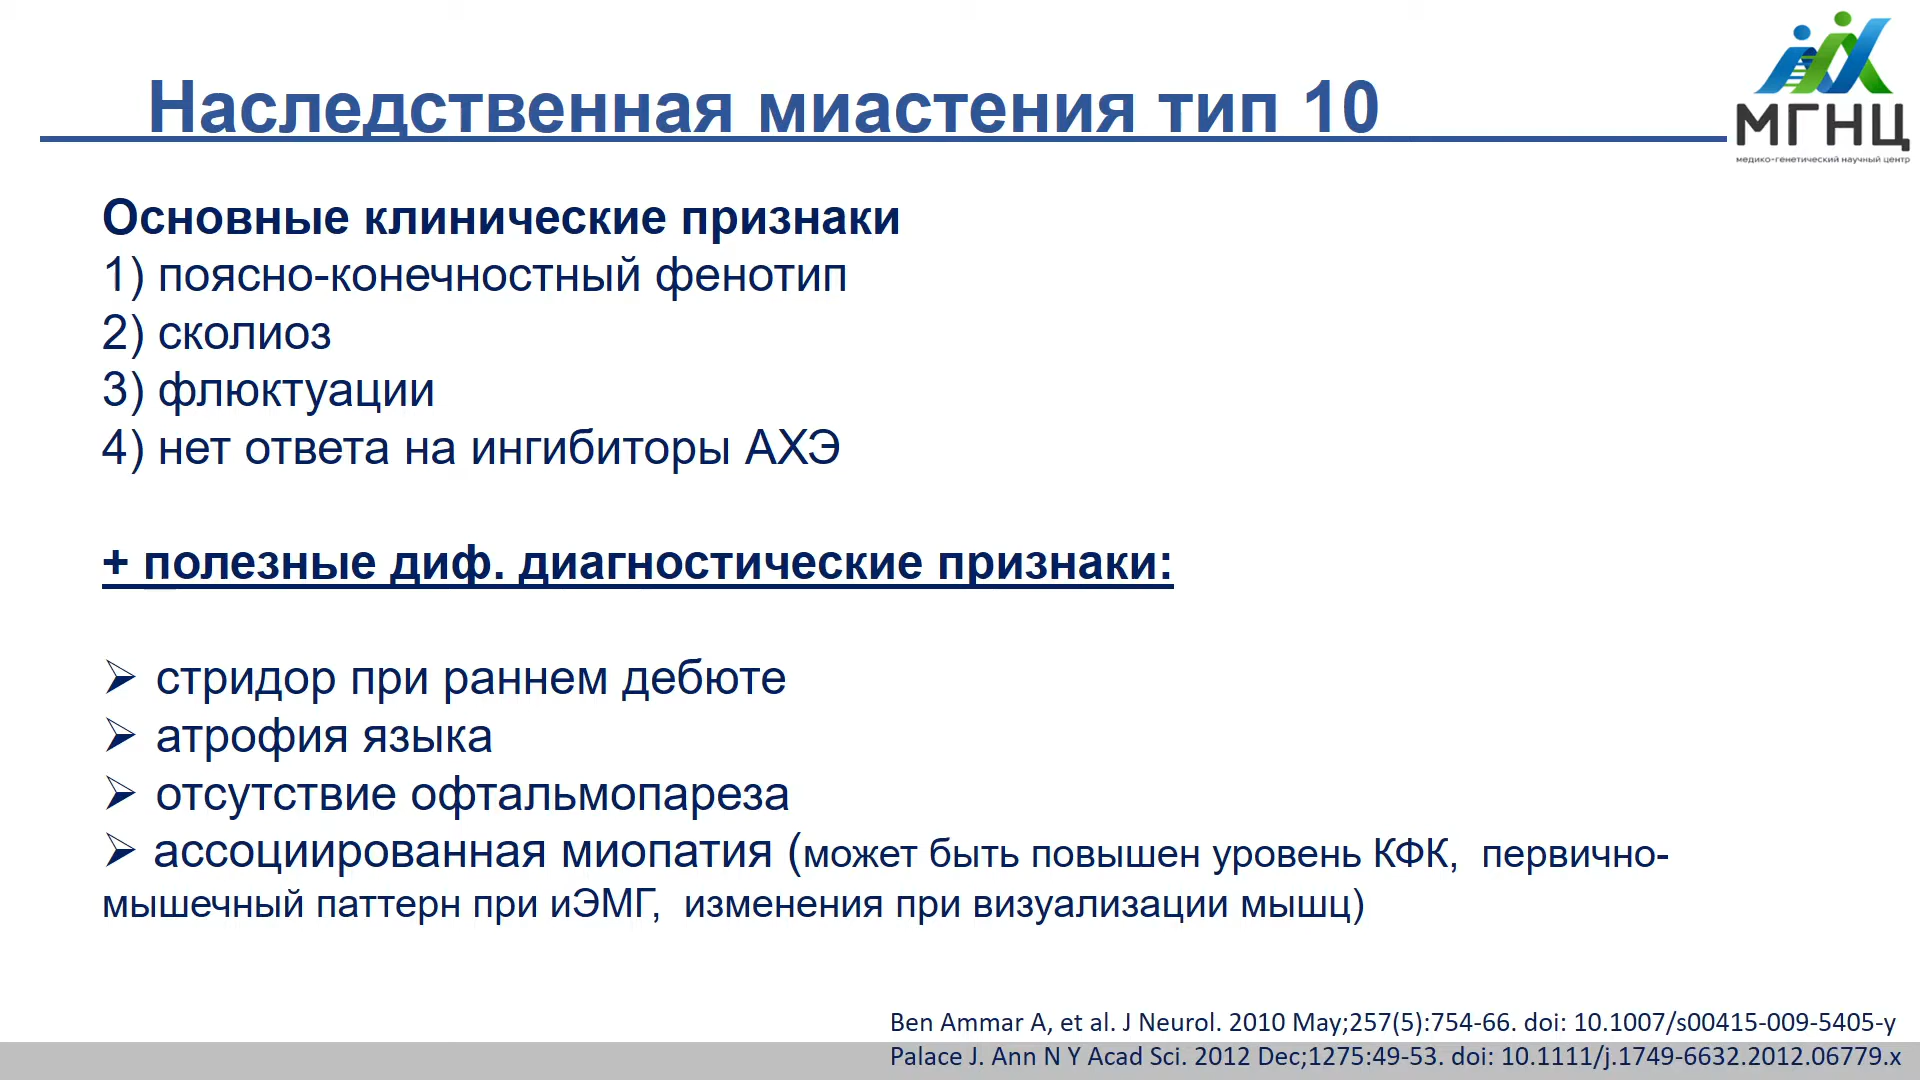 Наследственная миастения тип 10
МГНЦ
медико-генетический научный центр
Основные клинические признаки
1) поясно-конечностный фенотип
2) сколиоз
3) флюктуации
4) нет ответа на ингибиторы АХЭ
+ полезные диф. диагностические признаки:
➢ стридор при раннем дебюте
➢ атрофия языка
➢ отсутствие офтальмопареза
➢ ассоциированная миопатия (может быть повышен уровень КФК, первично-
мышечный паттерн при иЭМГ, изменения при визуализации мышц)
Ben Ammar A, et al. J Neurol. 2010 May;257(5):754-66. doi: 10.1007/s00415-009-5405-y
Palace J. Ann N Y Acad Sci. 2012 Dec;1275:49-53. doi: 10.1111/j.1749-6632.2012.06779.x